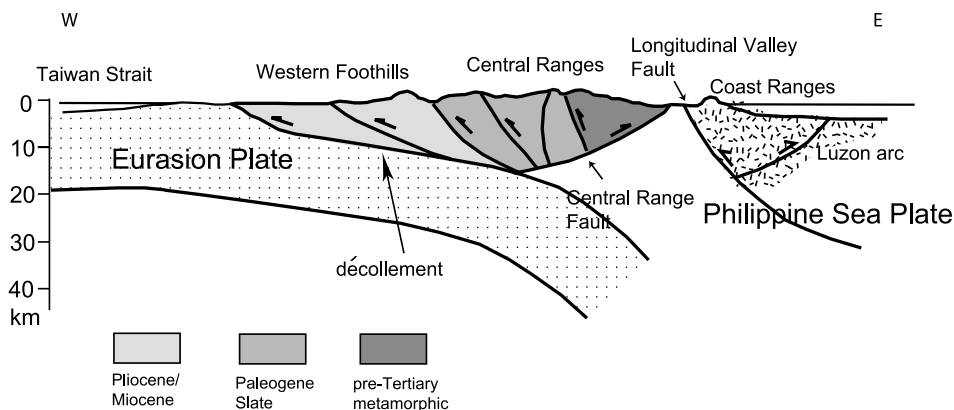 W
E
Longitudinal Valley
Fault
Taiwan Strait
Western Foothills
Central Ranges
Coast Ranges
0
10
20
30
40
km
Eurasion Plate
Luzon arc
Central Range
Fault
Philippine Sea Plate
décollement
Pliocene/
Miocene
Paleogene
Slate
pre-Tertiary
metamorphic